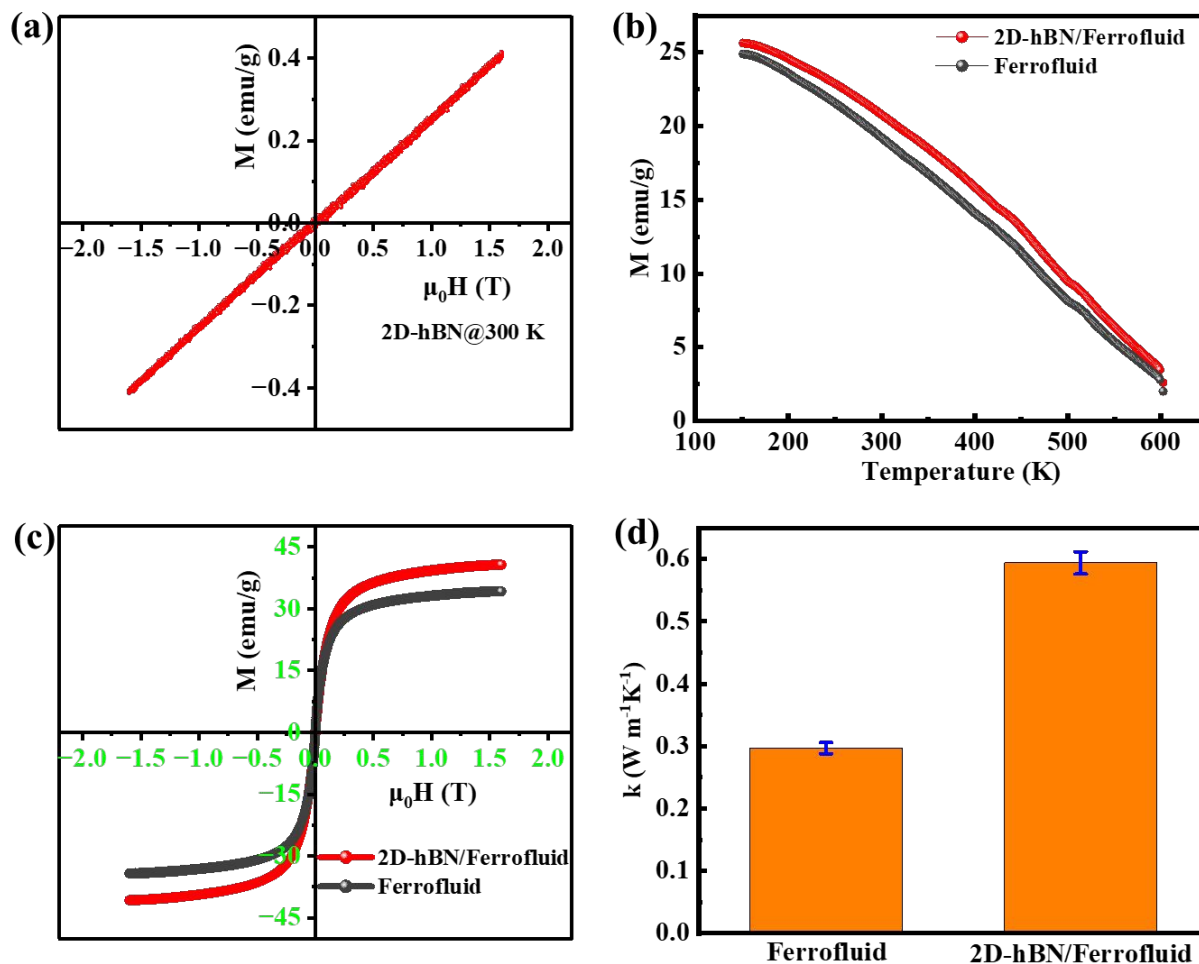 (a)
M (emu/g)
0.4
0.2
0.0
−2.0 −1.5 −1.0 −0.5 0.0 0.5 1.0 1.5 2.0
μ₀H (T)
−0.2
2D-hBN@300 K
−0.4
(b)
M (emu/g)
25
20
15
10
5
0
2D-hBN/Ferrofluid
Ferrofluid
100 200 300 400 500 600
Temperature (K)
(c)
M (emu/g)
45
30
15
0
−2.0 −1.5 −1.0 −0.5 0.0 0.5 1.0 1.5 2.0
μ₀H (T)
−15
−30
−45
2D-hBN/Ferrofluid
Ferrofluid
(d)
k (W m⁻¹K⁻¹)
0.6
0.5
0.4
0.3
0.2
0.1
0.0
Ferrofluid 2D-hBN/Ferrofluid